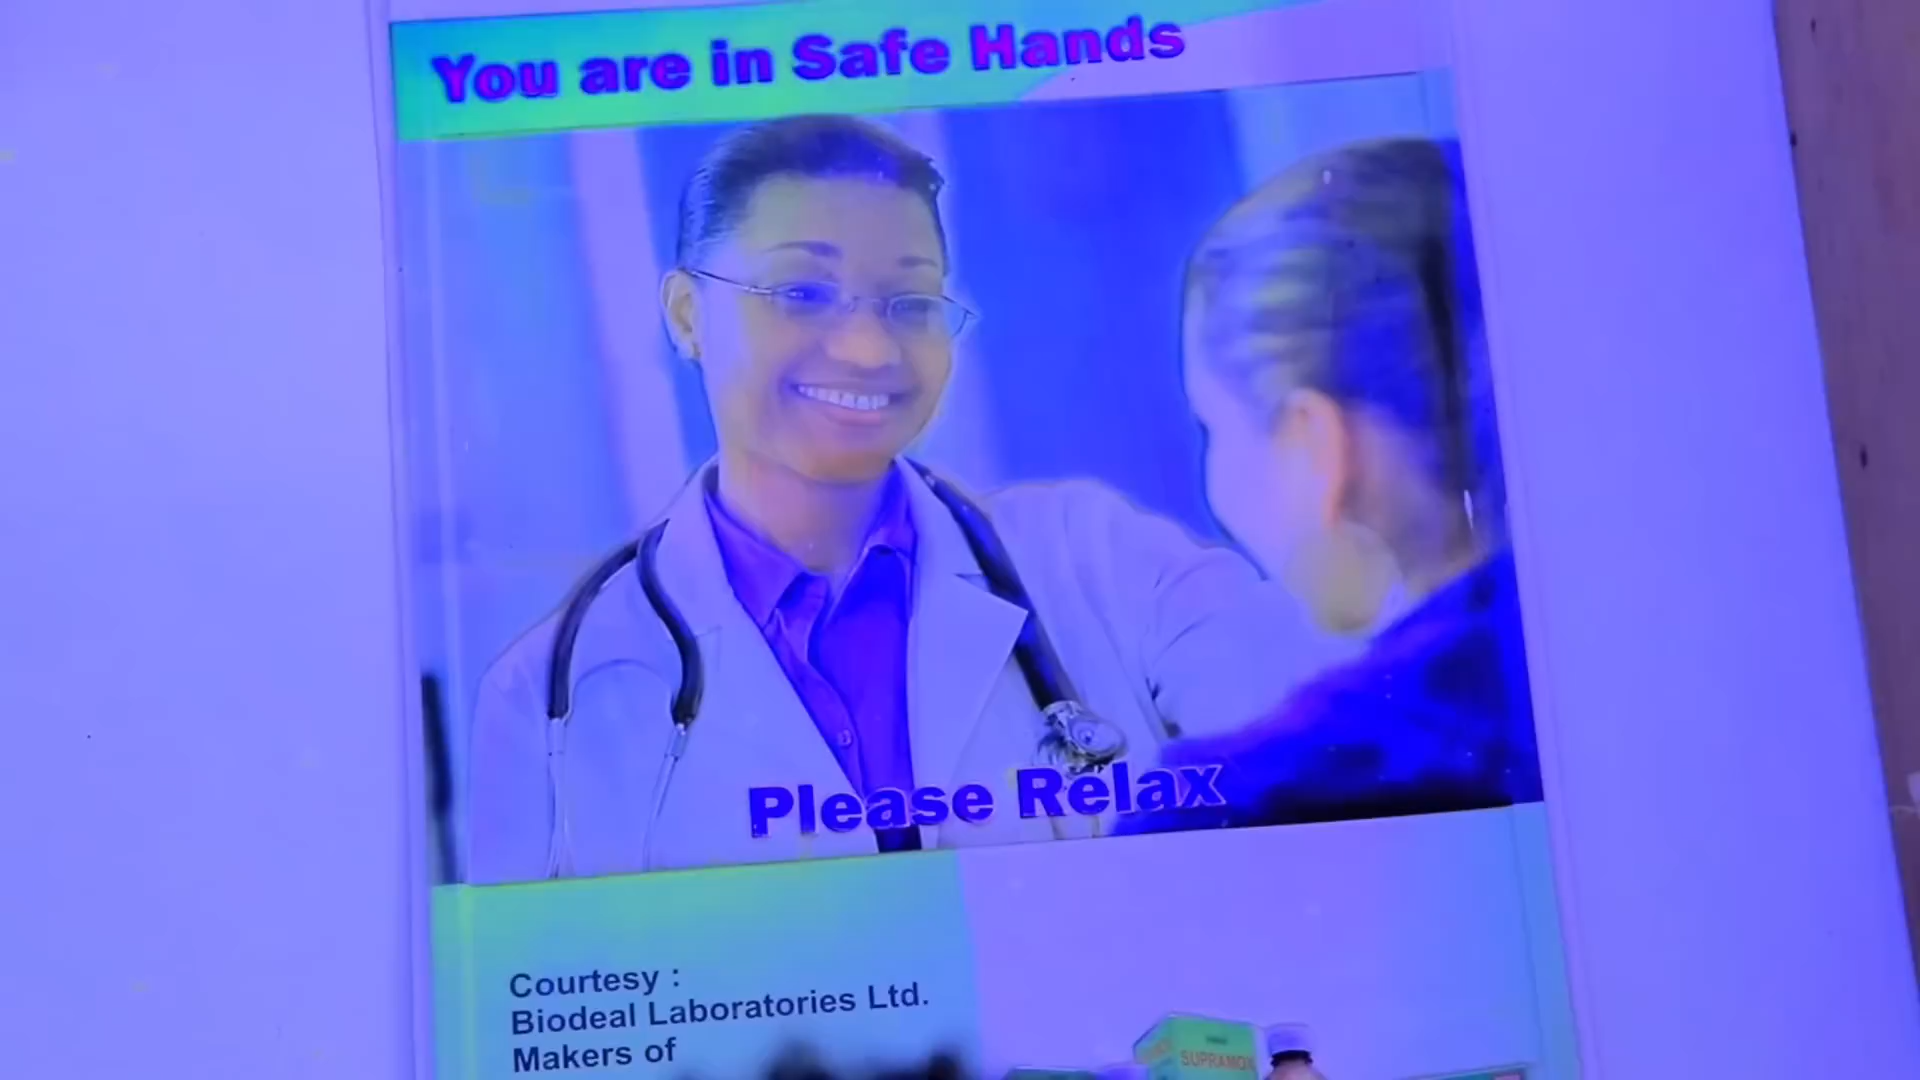 You are in Safe Hands
Please Relax
Courtesy :
Biodeal Laboratories Ltd.
Makers of
SUPRAMOX